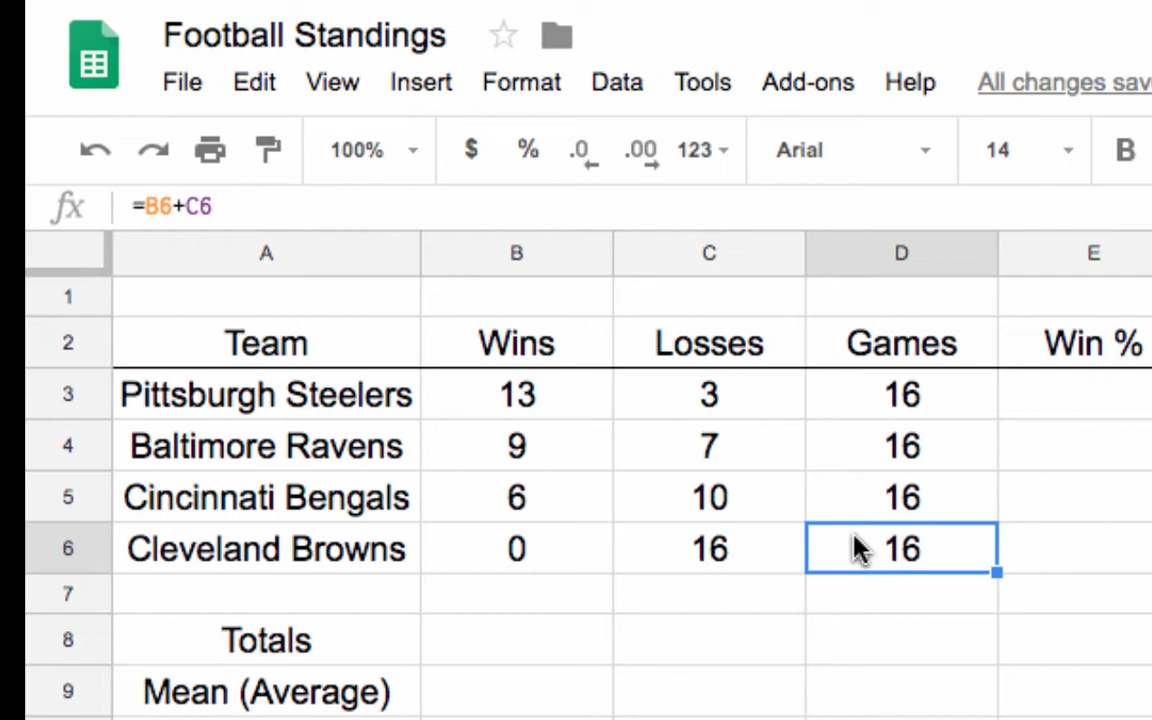 Football Standings
File Edit View Insert Format Data Tools Add-ons Help All changes sav
100% $ % .0 .00 123 Arial 14 B
fx =B6+C6
A B C D E
1
2 Team Wins Losses Games Win %
3 Pittsburgh Steelers 13 3 16
4 Baltimore Ravens 9 7 16
5 Cincinnati Bengals 6 10 16
6 Cleveland Browns 0 16 16
7
8 Totals
9 Mean (Average)